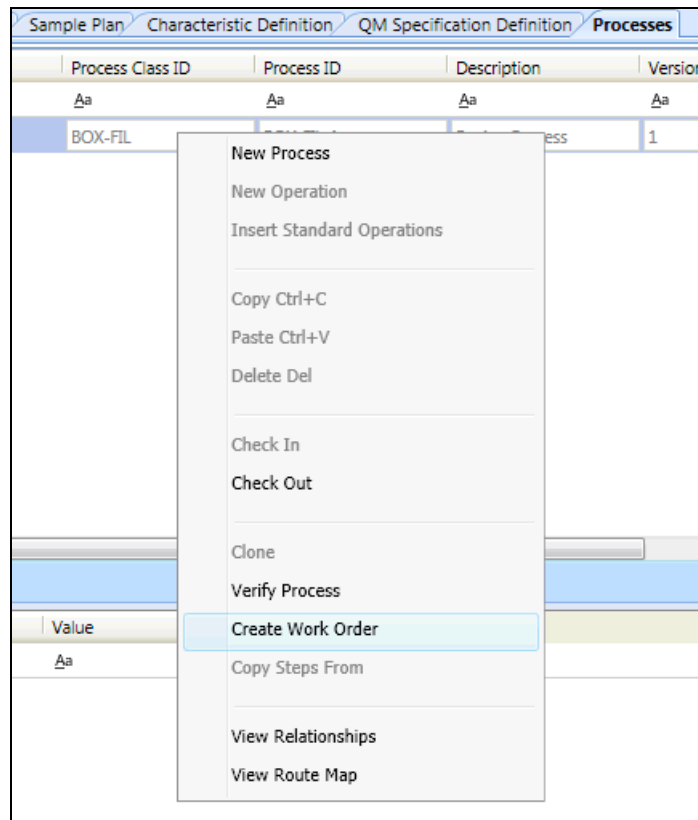 Sample Plan Characteristic Definition QM Specification Definition Processes
Process Class ID Process ID Description Version
Aa Aa Aa Aa
BOX-FIL 1
New Process
New Operation
Insert Standard Operations
Copy Ctrl+C
Paste Ctrl+V
Delete Del
Check In
Check Out
Clone
Verify Process
Value Create Work Order
Aa Copy Steps From
View Relationships
View Route Map